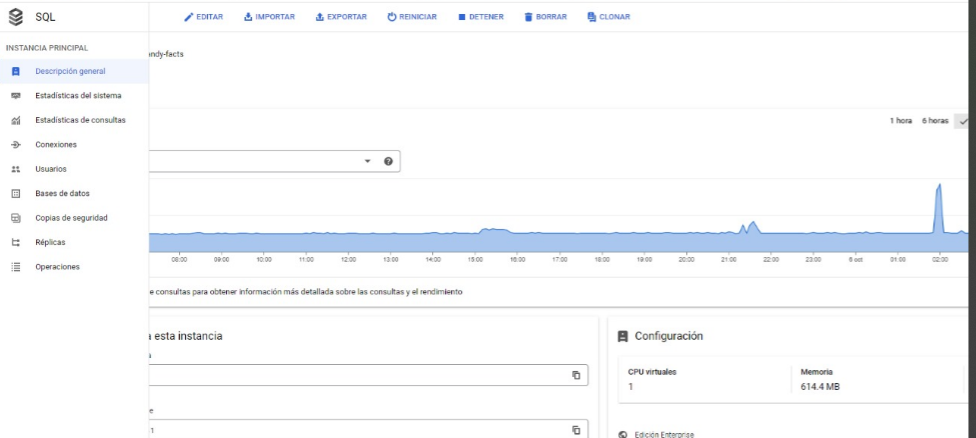 SQL
EDITAR IMPORTAR EXPORTAR REINICIAR DETENER BORRAR CLONAR
INSTANCIA PRINCIPAL
andy-facts
Descripción general
Estadísticas del sistema
Estadísticas de consultas
1 hora 6 horas
Conexiones
Usuarios
Bases de datos
Copias de seguridad
Réplicas
Operaciones
08:00 09:00 10:00 11:00 12:00 13:00 14:00 15:00 16:00 17:00 18:00 19:00 20:00 21:00 22:00 23:00 8 oct 01:00 02:00
e consultas para obtener información más detallada sobre las consultas y el rendimiento
a esta instancia
Configuración
CPU virtuales
1
Memoria
614.4 MB
e
1
Edición Enterprise